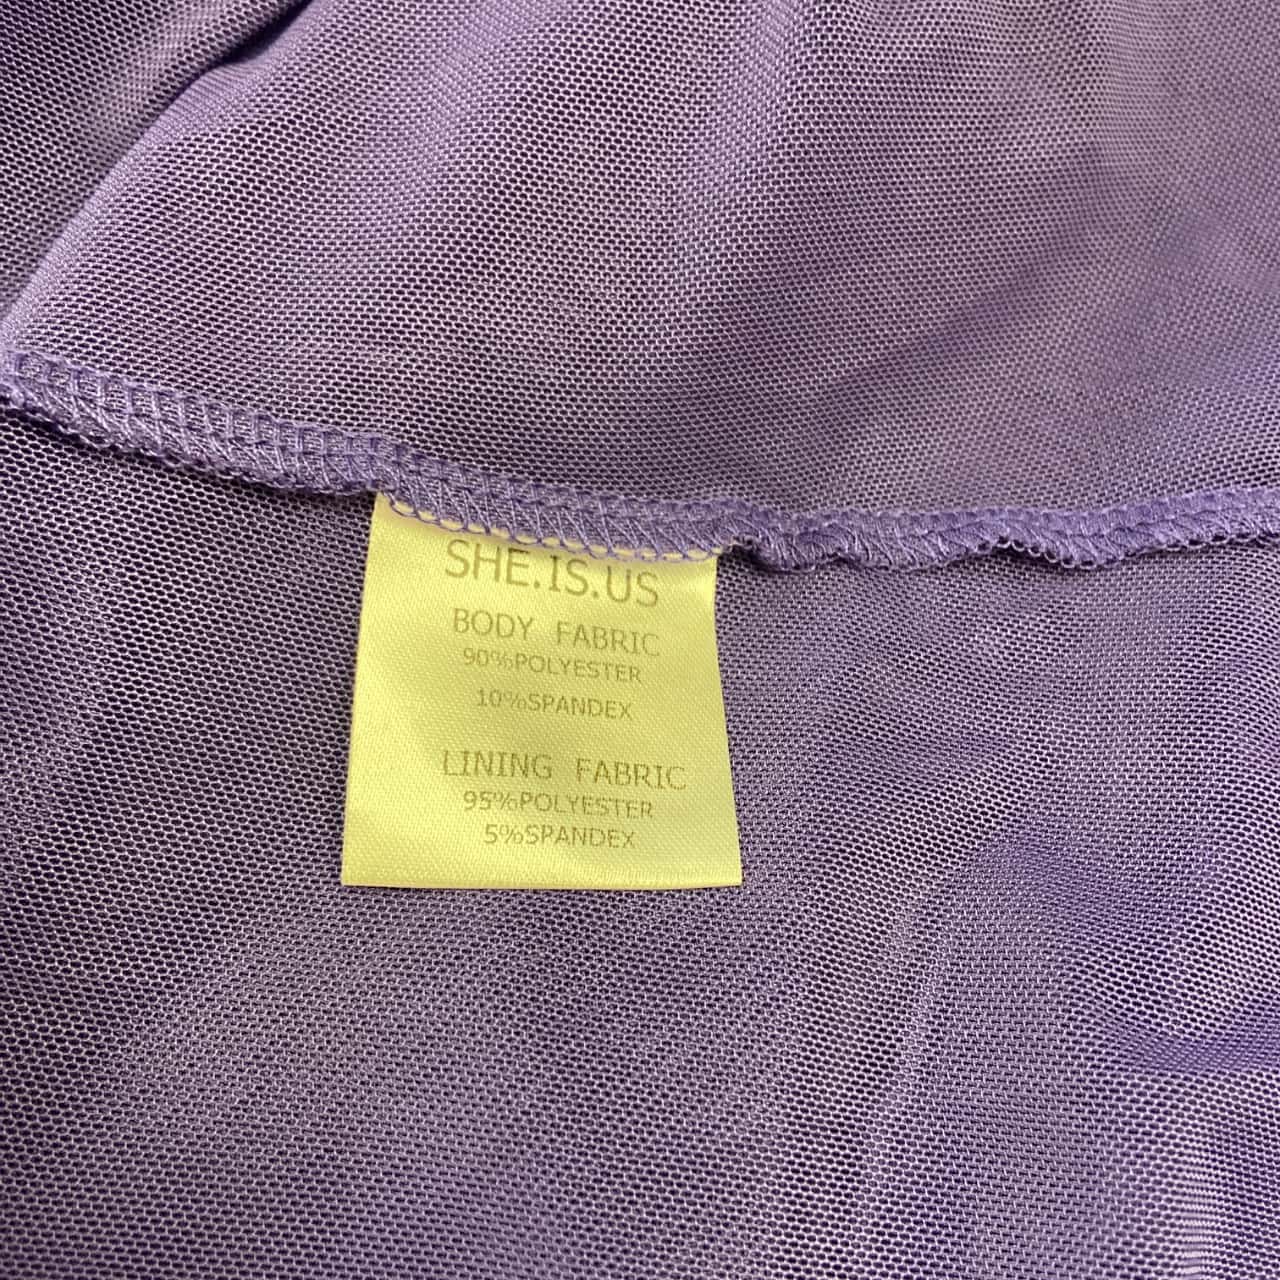 SHE.IS.US
BODY FABRIC
90%POLYESTER
10%SPANDEX
LINING FABRIC
95%POLYESTER
5%SPANDEX